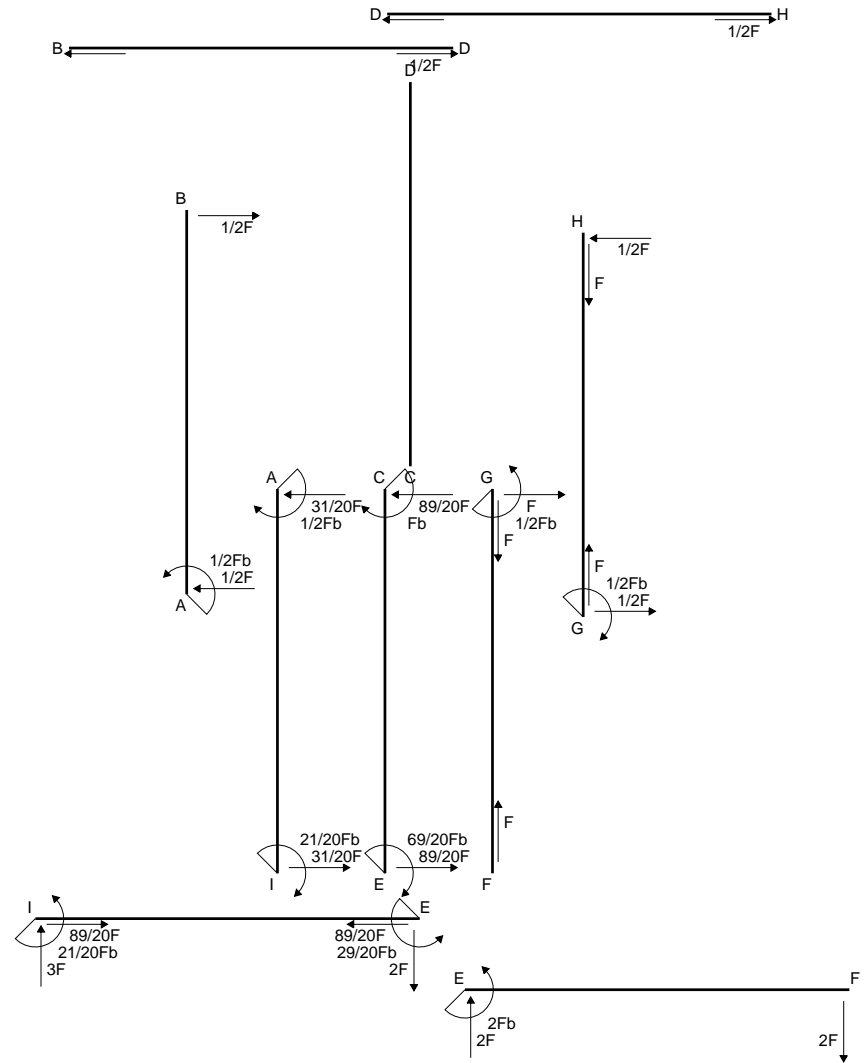 D H
1/2F
B D
1/2F
D
B
1/2F
H
1/2F
F
A C C G
31/20F 89/20F F
1/2Fb Fb 1/2Fb
F
F
1/2Fb
1/2F
A
1/2Fb
1/2F
G
F
21/20Fb 69/20Fb
31/20F 89/20F
I E F
I E
89/20F 89/20F
21/20Fb 29/20Fb
3F 2F
E F
2Fb
2F 2F